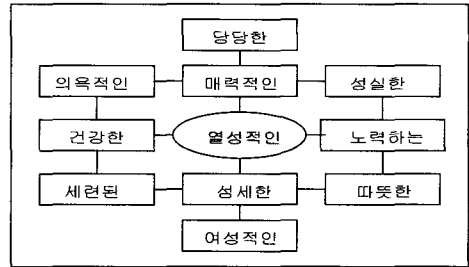 당당한
의욕적인 매력적인 성실한
건강한 열성적인 노력하는
세련된 섬세한 따뜻한
여성적인